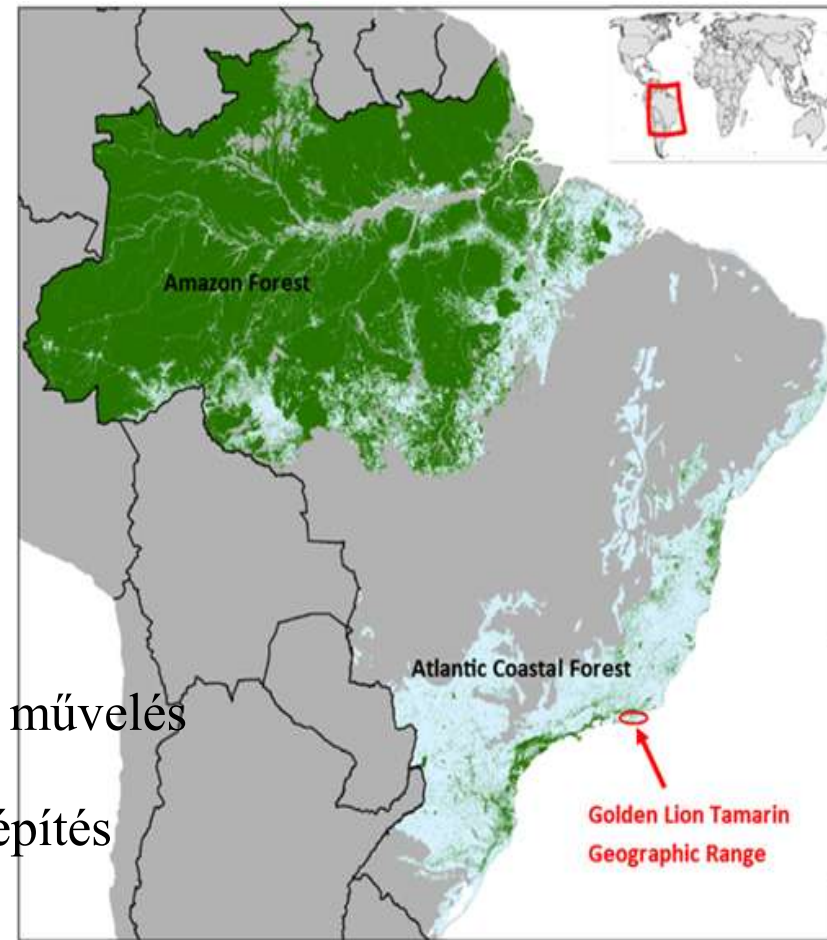 Amazon Forest
Atlantic Coastal Forest
művelés
építés
Golden Lion Tamarin
Geographic Range